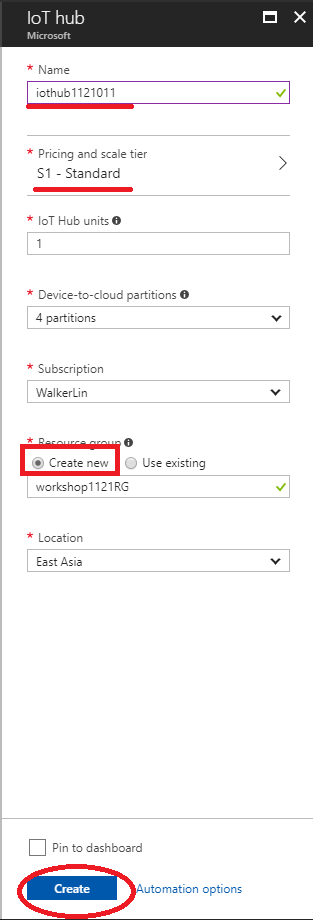 IoT hub
Microsoft
* Name
iothub1121011
* Pricing and scale tier
S1 - Standard
* IoT Hub units
1
* Device-to-cloud partitions
4 partitions
* Subscription
WalkerLin
* Resource group
Create new Use existing
workshop1121RG
* Location
East Asia
Pin to dashboard
Create Automation options